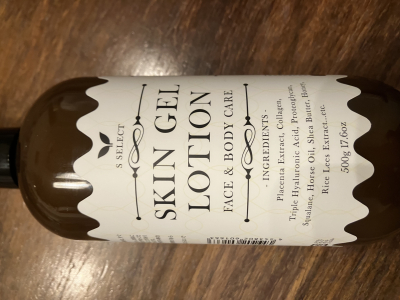 S SELECT
SKIN GEL
LOTION
FACE & BODY CARE
- INGREDIENTS -
Placenta Extract, Collagen,
Triple Hyaluronic Acid, Proteoglycan,
Squalane, Horse Oil, Shea Butter, Honey
Rice Lees Extract...etc.
500g 17.6oz